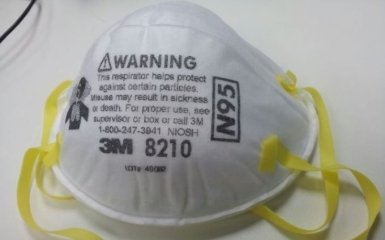 ⚠WARNING
This respirator helps protect
against certain particles.
Misuse may result in sickness
or death. For proper use, see
supervisor or box or call 3M
1-800-247-3941 NIOSH
3M 8210
N95